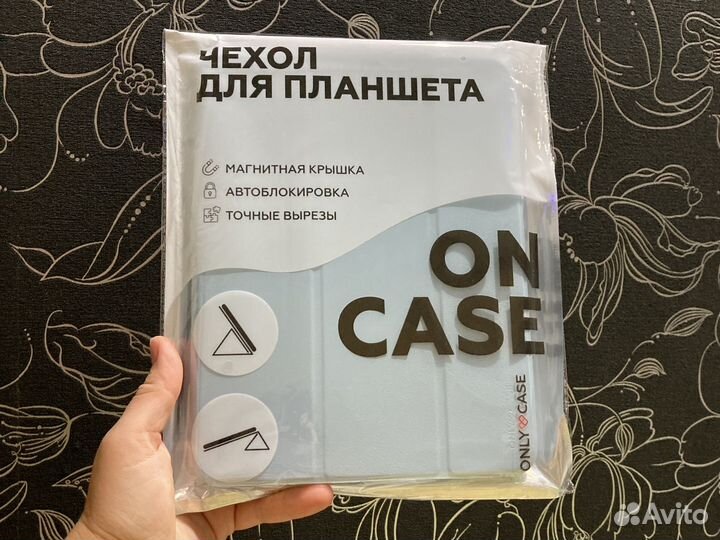 ЧЕХОЛ
ДЛЯ ПЛАНШЕТА
МАГНИТНАЯ КРЫШКА
АВТОБЛОКИРОВКА
ТОЧНЫЕ ВЫРЕЗЫ
ON
CASE
ONLY CASE
Avito